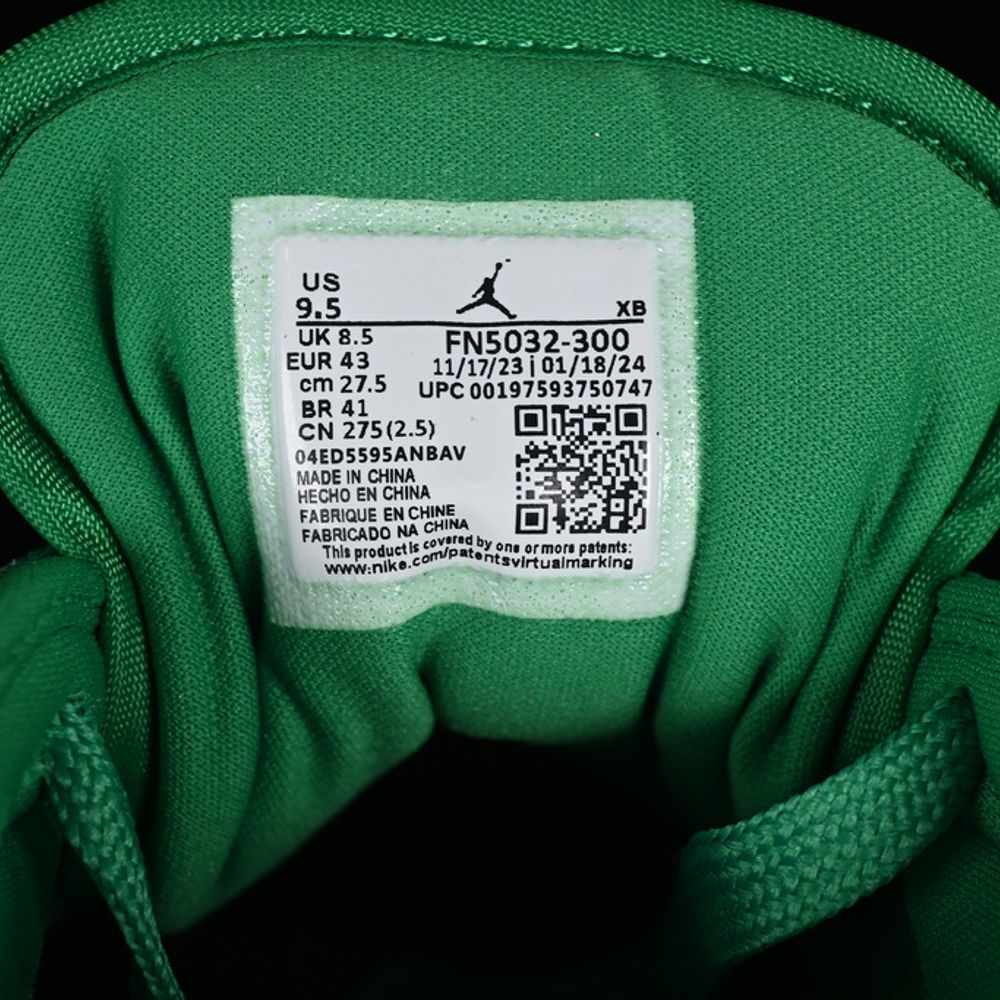 US
9.5
XB
UK 8.5
FN5032-300
EUR 43
11/17/23 | 01/18/24
cm 27.5
UPC 00197593750747
BR 41
CN 275(2.5)
04ED5595ANBAV
MADE IN CHINA
HECHO EN CHINA
FABRIQUE EN CHINE
FABRICADO NA CHINA
This product is covered by one or more patents:
www.nike.com/patentsvirtualmarking